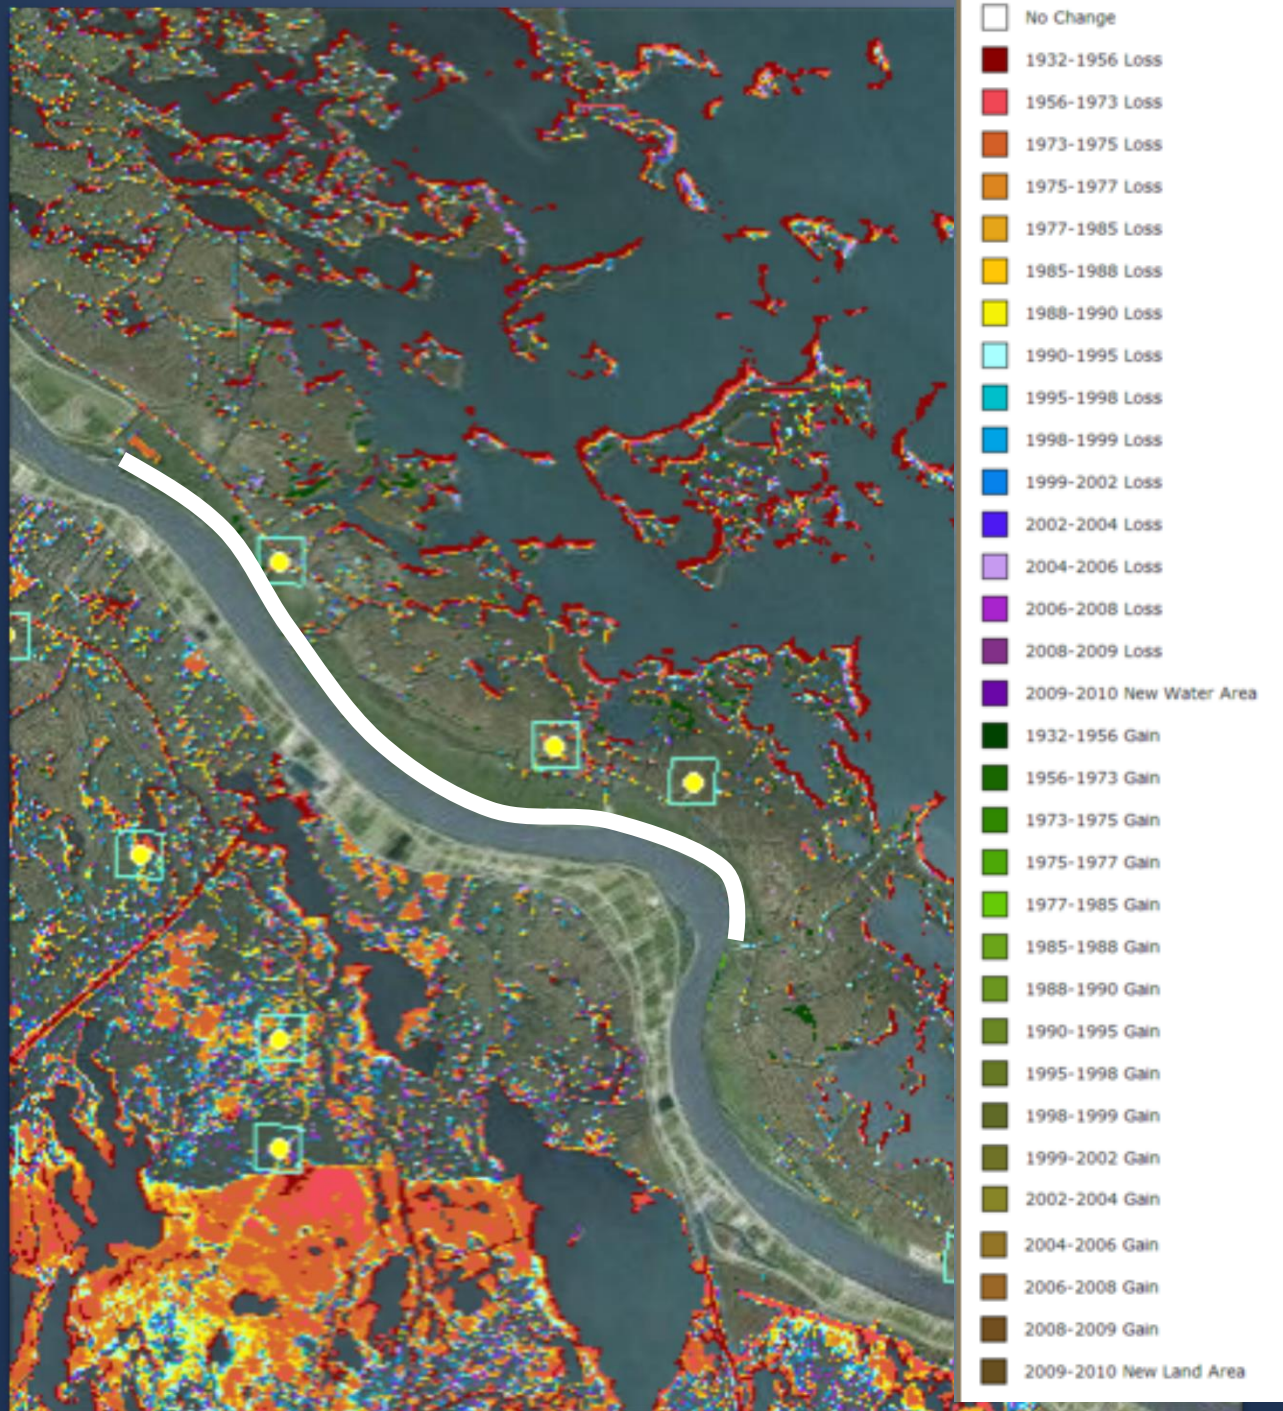 No Change
1932-1956 Loss
1956-1973 Loss
1973-1975 Loss
1975-1977 Loss
1977-1985 Loss
1985-1988 Loss
1988-1990 Loss
1990-1995 Loss
1995-1998 Loss
1998-1999 Loss
1999-2002 Loss
2002-2004 Loss
2004-2006 Loss
2006-2008 Loss
2008-2009 Loss
2009-2010 New Water Area
1932-1956 Gain
1956-1973 Gain
1973-1975 Gain
1975-1977 Gain
1977-1985 Gain
1985-1988 Gain
1988-1990 Gain
1990-1995 Gain
1995-1998 Gain
1998-1999 Gain
1999-2002 Gain
2002-2004 Gain
2004-2006 Gain
2006-2008 Gain
2008-2009 Gain
2009-2010 New Land Area